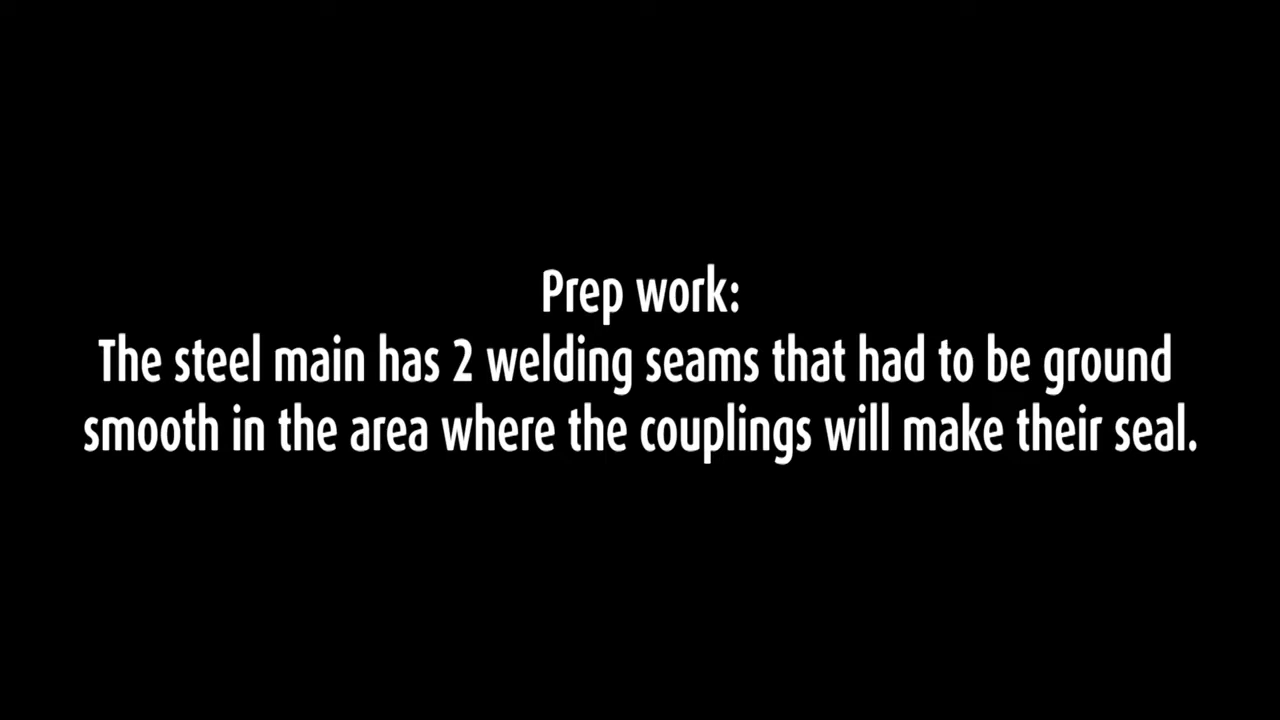 Prep work:
The steel main has 2 welding seams that had to be ground
smooth in the area where the couplings will make their seal.